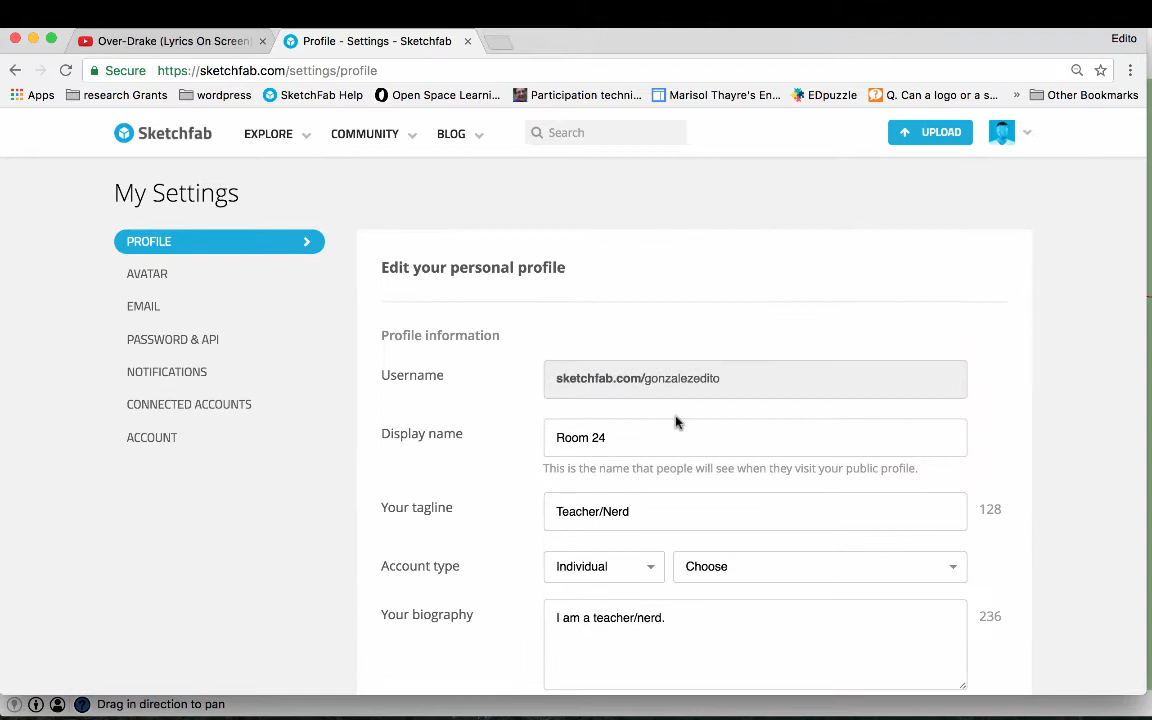 Over-Drake (Lyrics On Screen)
Profile - Settings - Sketchfab
Edito
Secure https://sketchfab.com/settings/profile
Apps research Grants wordpress SketchFab Help Open Space Learni... Participation techni... Marisol Thayre's En... EDpuzzle Q. Can a logo or a s... » Other Bookmarks
Sketchfab EXPLORE COMMUNITY BLOG Search UPLOAD
My Settings
PROFILE
AVATAR
EMAIL
PASSWORD & API
NOTIFICATIONS
CONNECTED ACCOUNTS
ACCOUNT
Edit your personal profile
Profile information
Username sketchfab.com/gonzalezedito
Display name Room 24
This is the name that people will see when they visit your public profile.
Your tagline Teacher/Nerd 128
Account type Individual Choose
Your biography I am a teacher/nerd. 236
Drag in direction to pan